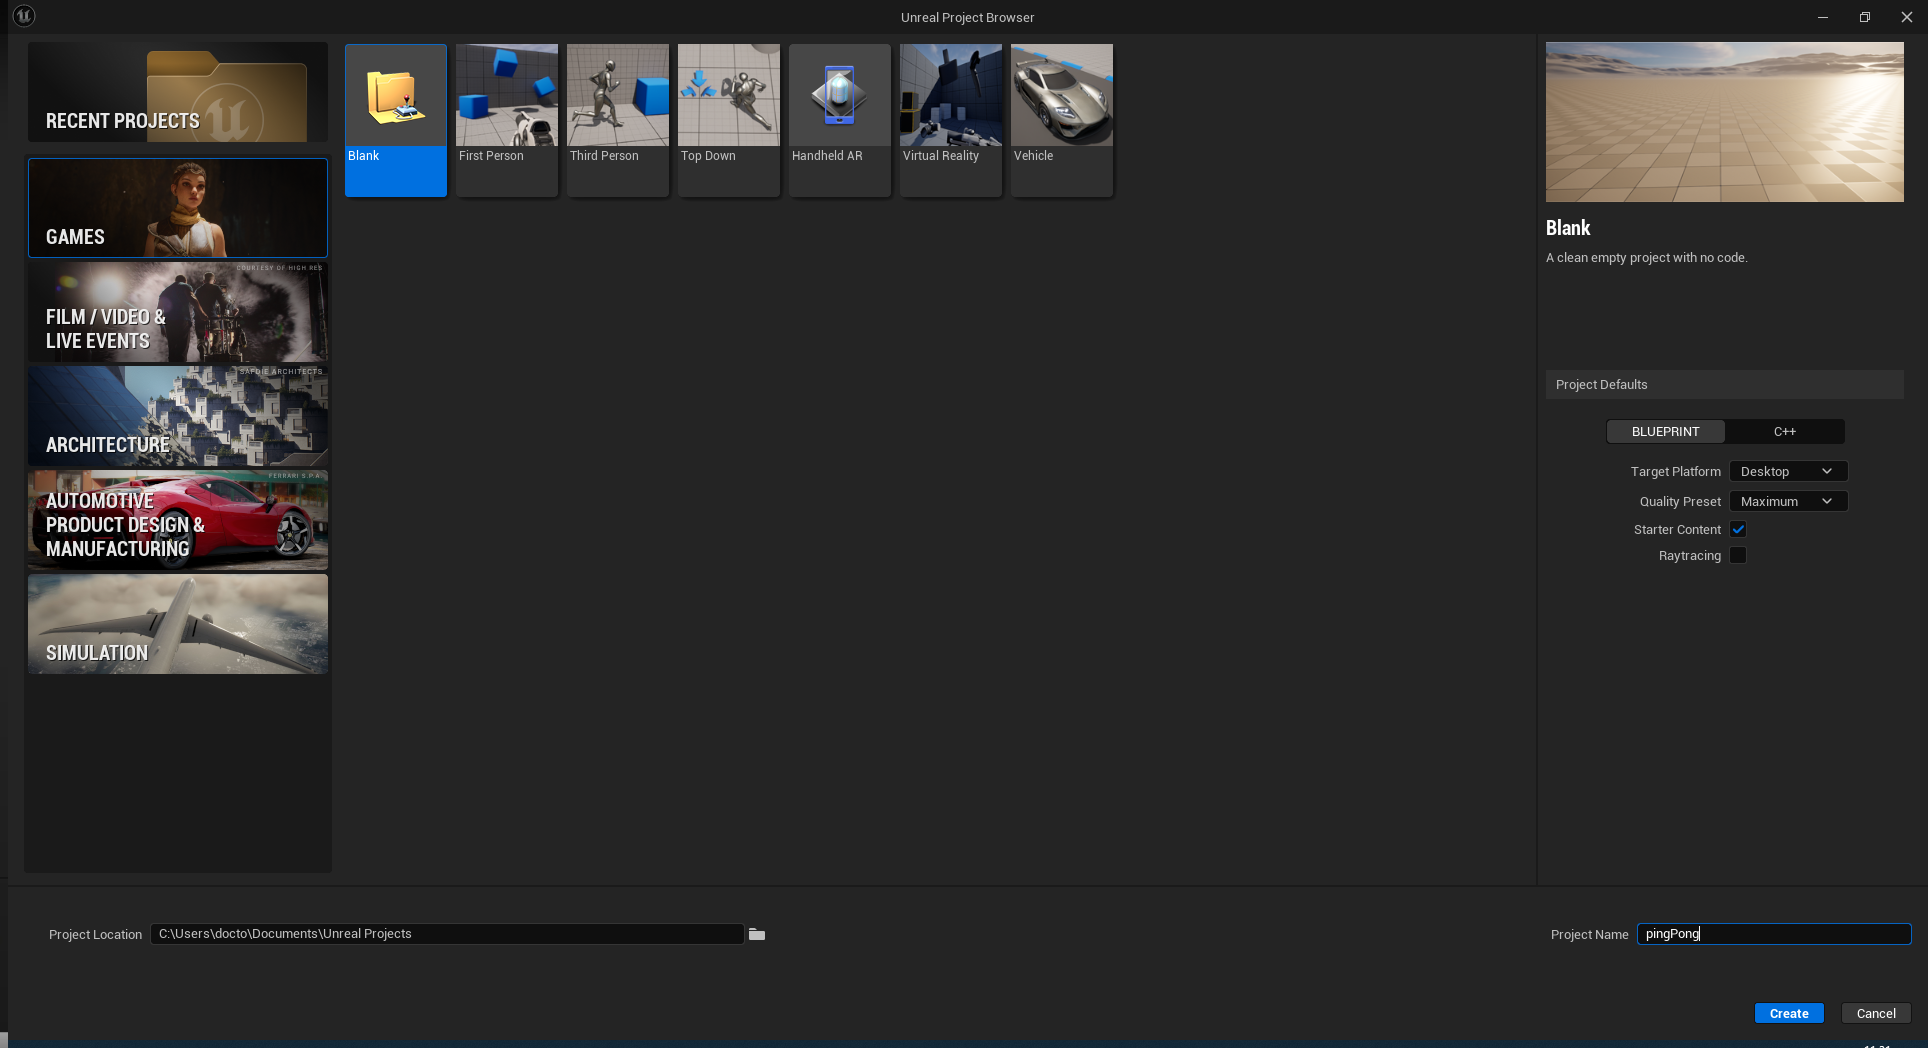 Unreal Project Browser
RECENT PROJECTS
GAMES
COURTESY OF HIGH RES
FILM / VIDEO &
LIVE EVENTS
SAFDIE ARCHITECTS
ARCHITECTURE
FERRARI S.P.A.
AUTOMOTIVE
PRODUCT DESIGN &
MANUFACTURING
SIMULATION
Blank
First Person
Third Person
Top Down
Handheld AR
Virtual Reality
Vehicle
Blank
A clean empty project with no code.
Project Defaults
BLUEPRINT
C++
Target Platform
Desktop
Quality Preset
Maximum
Starter Content
Raytracing
Project Location
C:\Users\docto\Documents\Unreal Projects
Project Name
pingPong
Create
Cancel